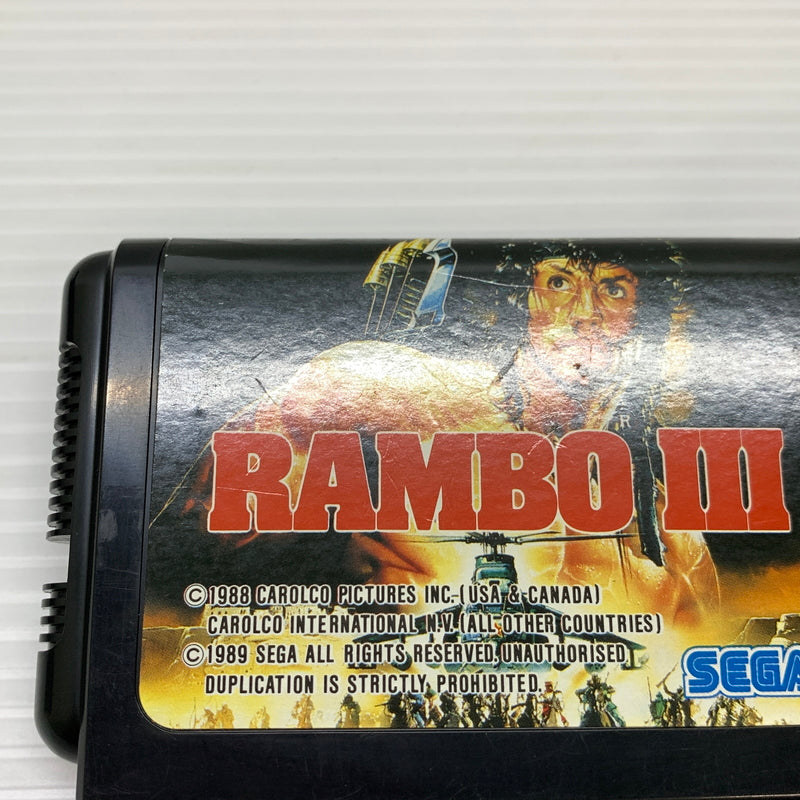 RAMBO III
©1988 CAROLCO PICTURES INC.(USA & CANADA)
CAROLCO INTERNATIONAL N.V.(ALL OTHER COUNTRIES)
©1989 SEGA ALL RIGHTS RESERVED.UNAUTHORISED
DUPLICATION IS STRICTLY PROHIBITED.
SEGA